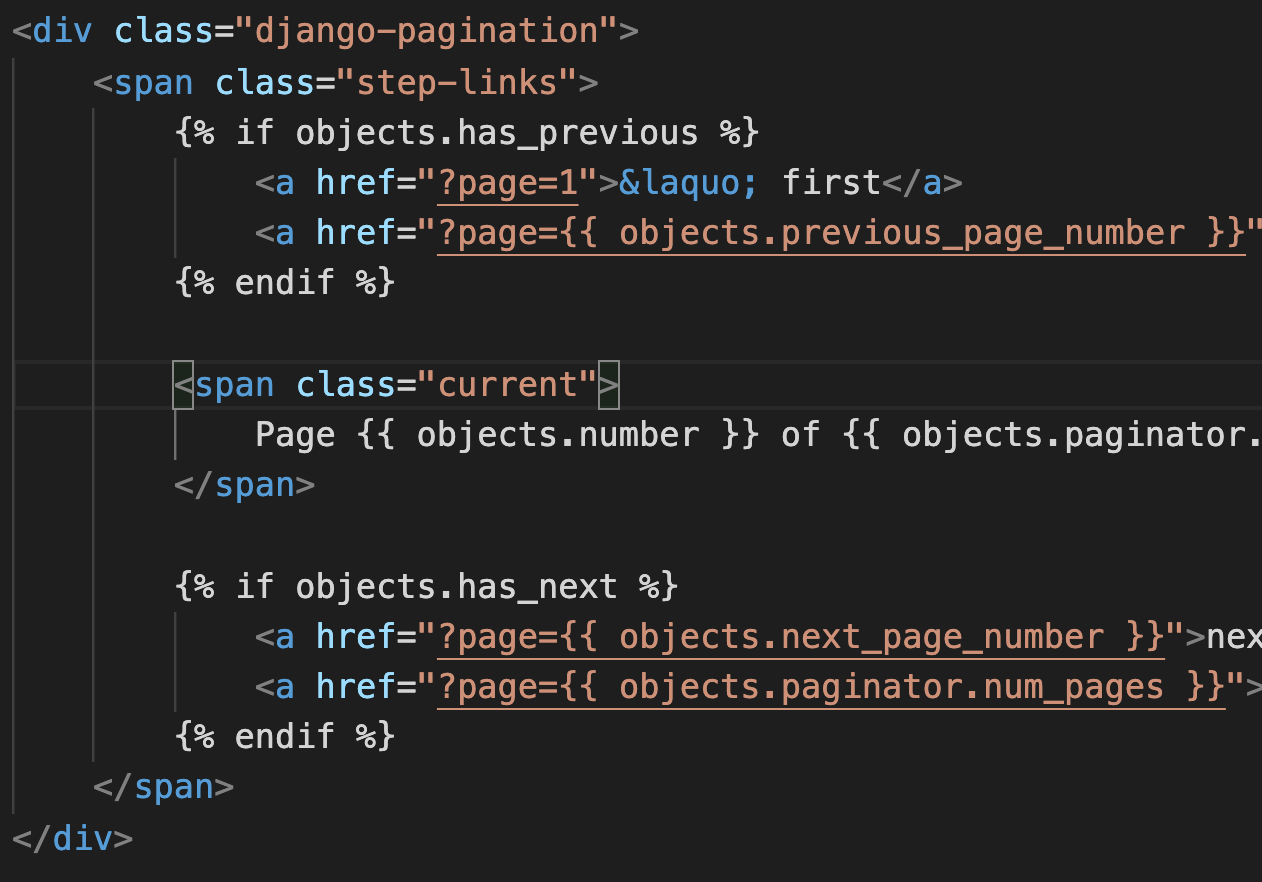 <div class="django-pagination">
    <span class="step-links">
        {% if objects.has_previous %}
            <a href="?page=1">&laquo; first</a>
            <a href="?page={{ objects.previous_page_number }}"
        {% endif %}

        <span class="current">
            Page {{ objects.number }} of {{ objects.paginator.
        </span>

        {% if objects.has_next %}
            <a href="?page={{ objects.next_page_number }}">nex
            <a href="?page={{ objects.paginator.num_pages }}">
        {% endif %}
    </span>
</div>